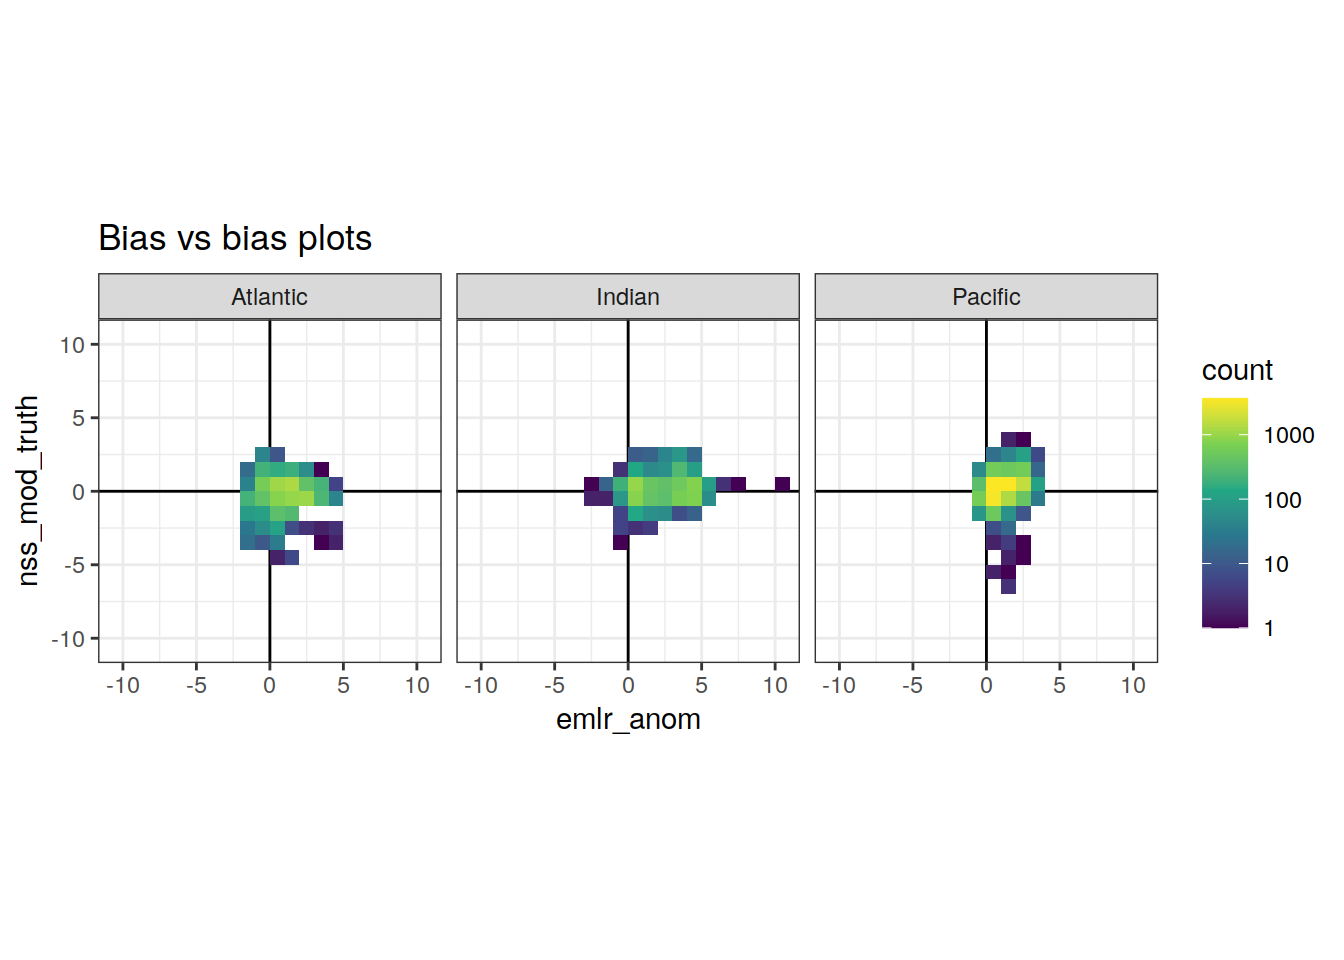 Bias vs bias plots
Atlantic
Indian
Pacific
10
5
0
-5
-10
nss_mod_truth
-10 -5 0 5 10
-10 -5 0 5 10
-10 -5 0 5 10
emlr_anom
count
1000
100
10
1